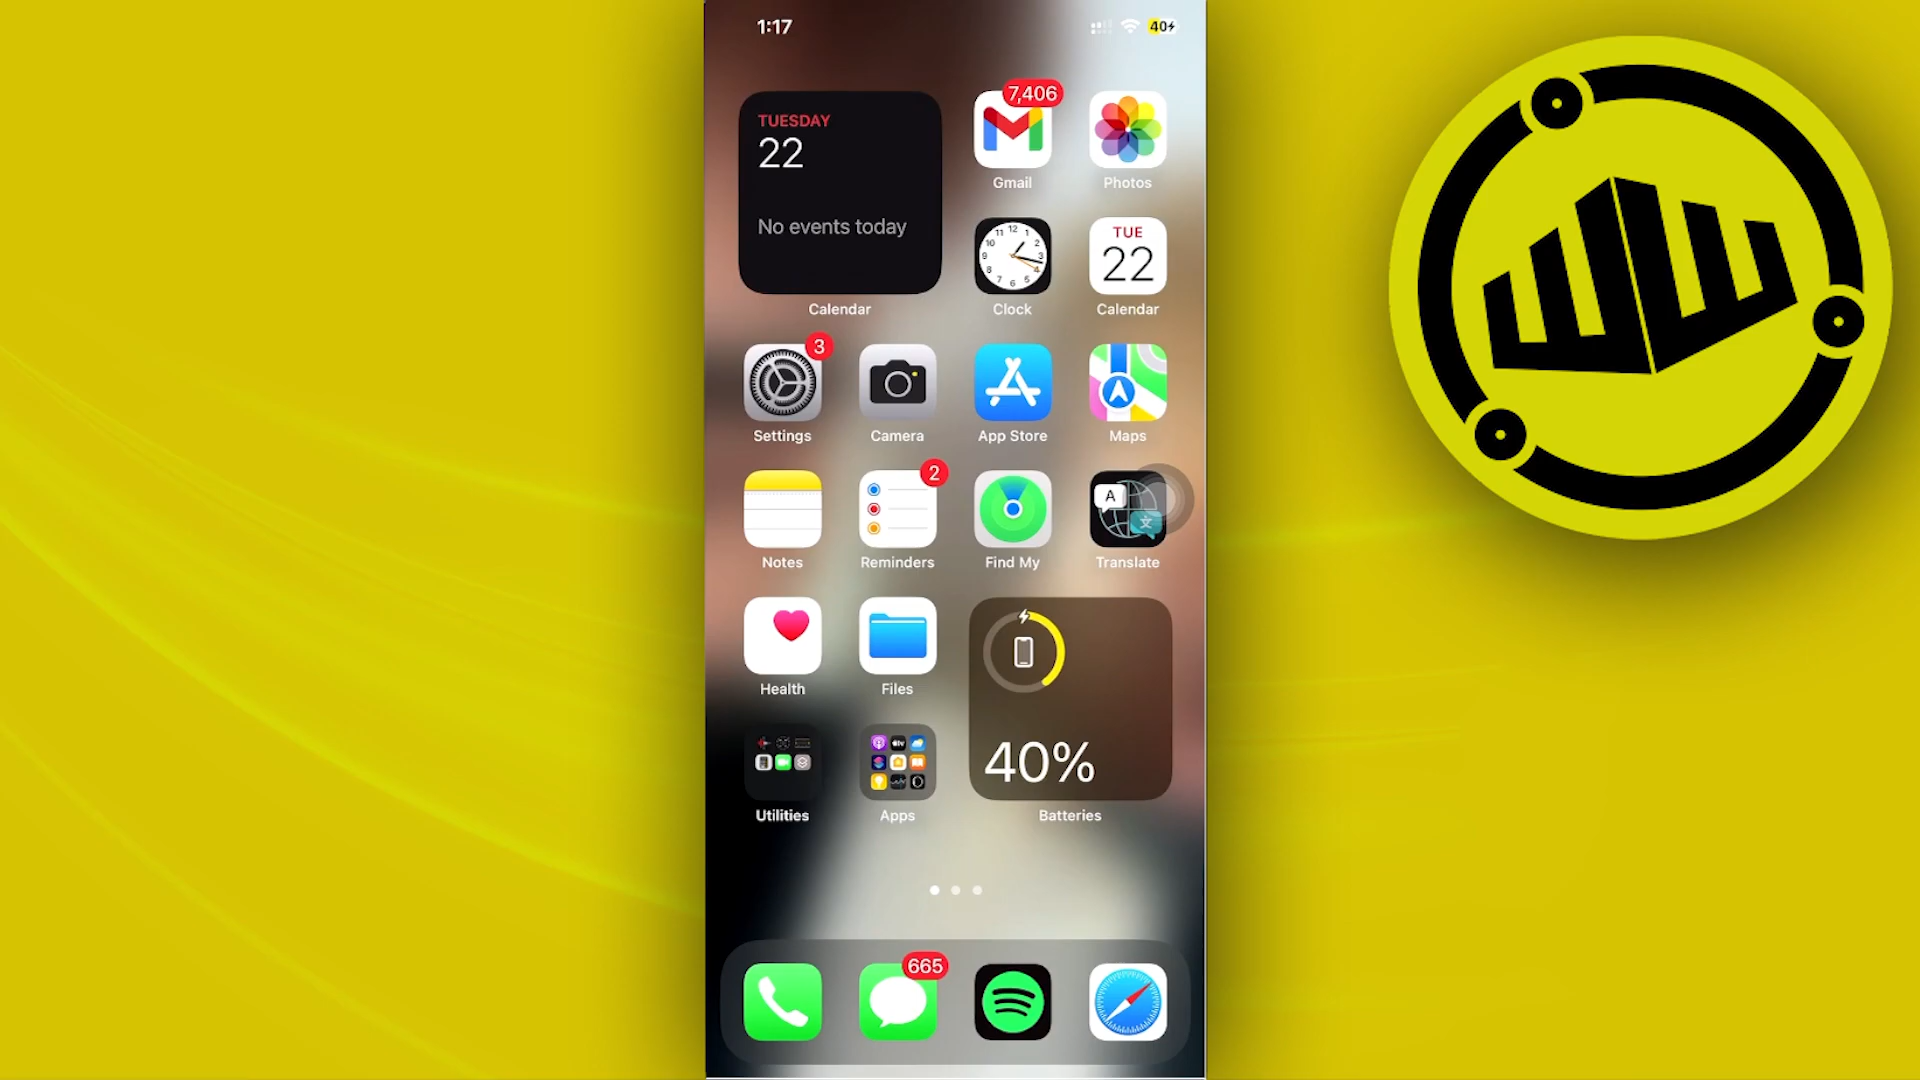 1:17
40
TUESDAY
22
No events today
Calendar
7,406
Gmail
Photos
Clock
TUE
22
Calendar
3
Settings
Camera
App Store
Maps
Notes
2
Reminders
Find My
A
文
Translate
Health
Files
40%
Batteries
Utilities
Apps
665